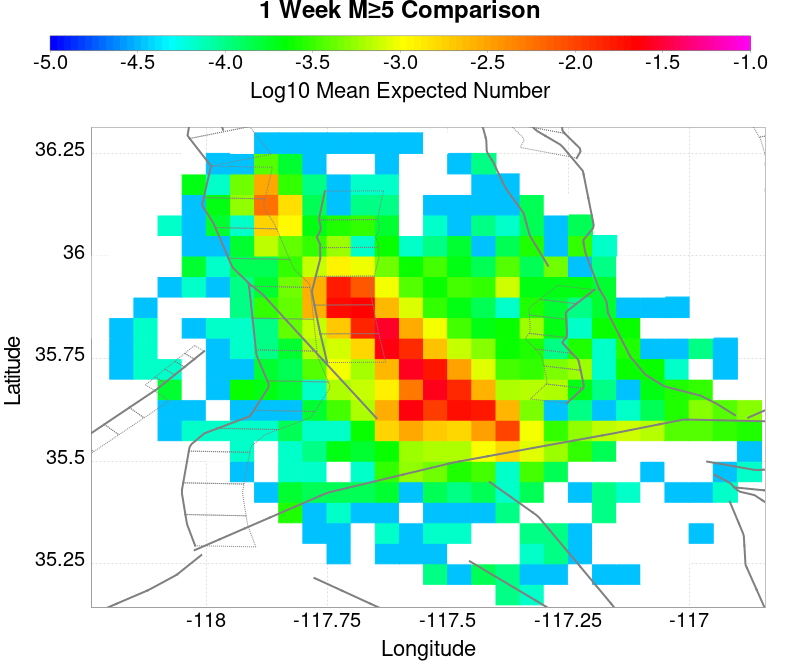 1 Week M≥5 Comparison
-5.0 -4.5 -4.0 -3.5 -3.0 -2.5 -2.0 -1.5 -1.0
Log10 Mean Expected Number
36.25
36
35.75
35.5
35.25
Latitude
-118 -117.75 -117.5 -117.25 -117
Longitude